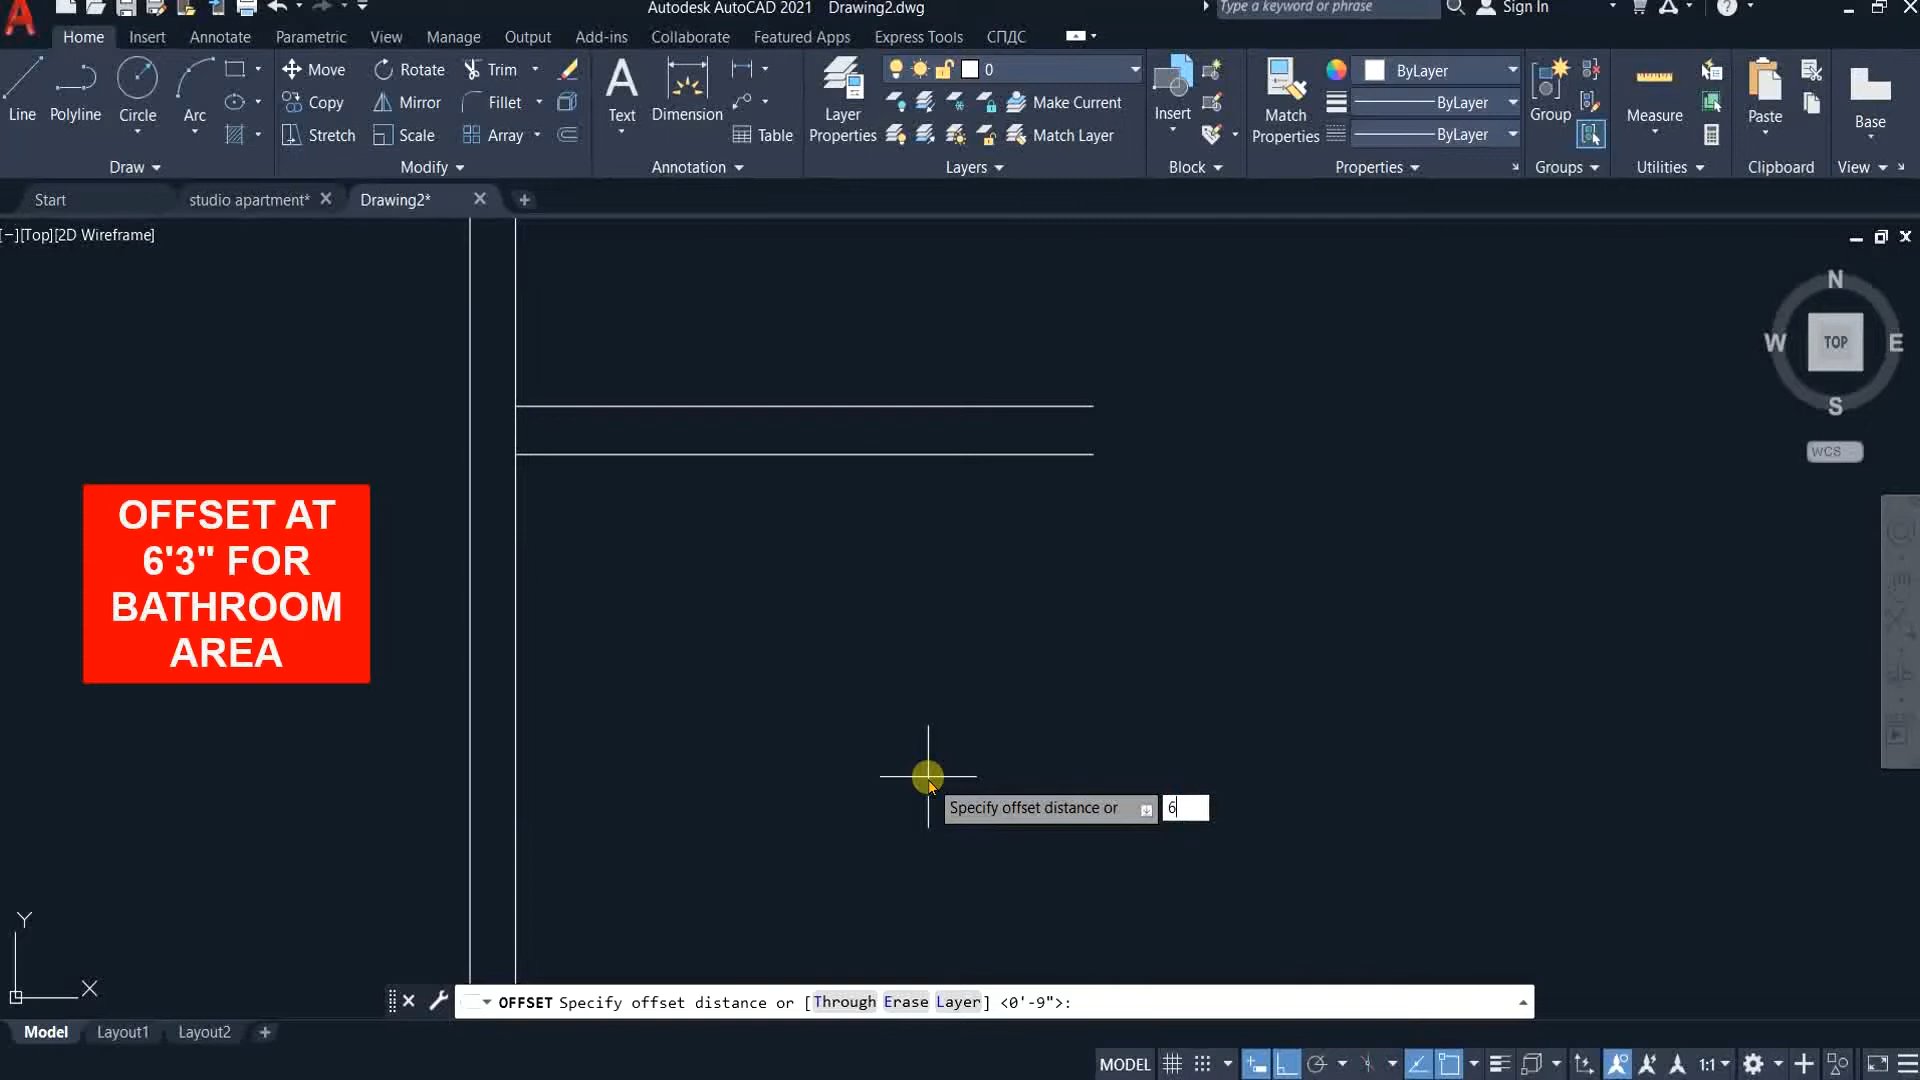 Autodesk AutoCAD 2021 Drawing2.dwg
Type a keyword or phrase
Sign In
Home Insert Annotate Parametric View Manage Output Add-ins Collaborate Featured Apps Express Tools СПДС
Line
Polyline
Circle
Arc
Draw
Move
Rotate
Trim
Copy
Mirror
Fillet
Stretch
Scale
Array
Modify
Text
Dimension
Table
Annotation
Layer
Properties
0
Make Current
Match Layer
Layers
Insert
Block
Match
Properties
ByLayer
ByLayer
ByLayer
Properties
Group
Groups
Measure
Utilities
Paste
Clipboard
Base
View
Start
studio apartment*
Drawing2*
[−][Top][2D Wireframe]
N
W
TOP
E
S
WCS
OFFSET AT
6'3" FOR
BATHROOM
AREA
Specify offset distance or
6
Y
X
OFFSET Specify offset distance or [Through Erase Layer] <0'-9">:
Model Layout1 Layout2
MODEL
1:1